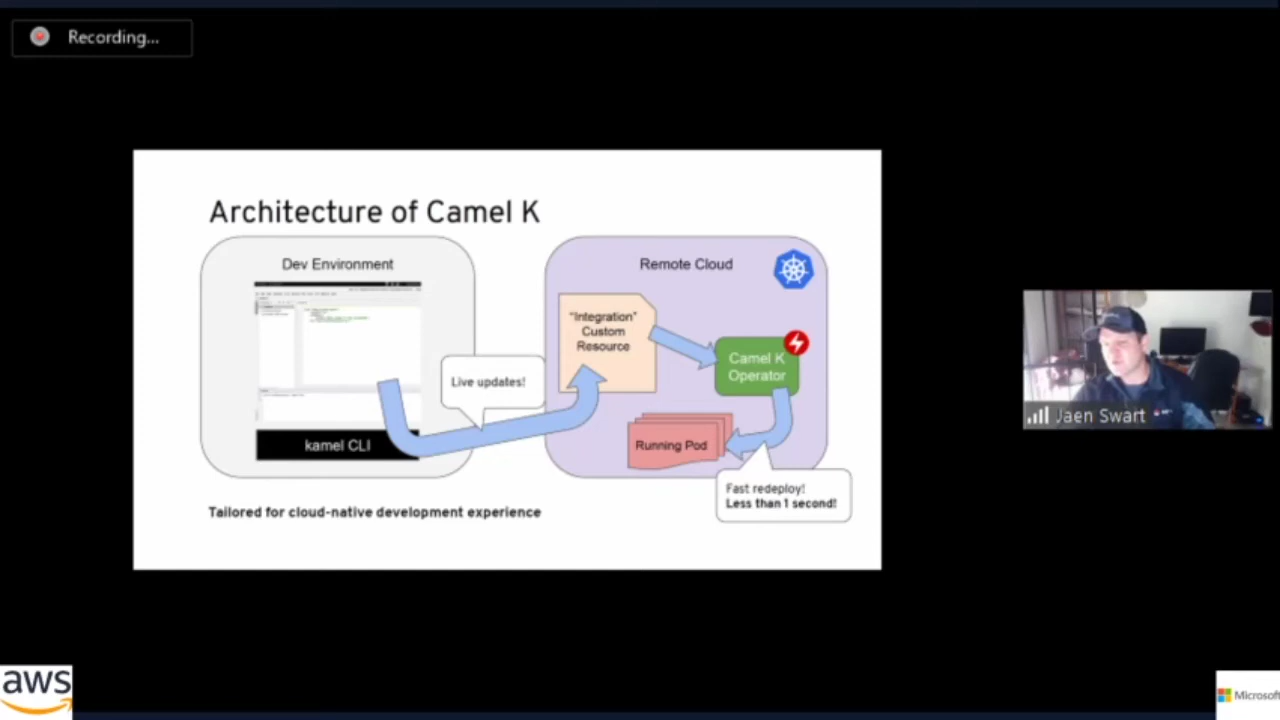 Recording...
Architecture of Camel K
Dev Environment
Remote Cloud
"Integration"
Custom
Resource
Camel K
Operator
Live updates!
kamel CLI
Running Pod
Fast redeploy!
Less than 1 second!
Tailored for cloud-native development experience
Jaen Swart
aws
Microsoft